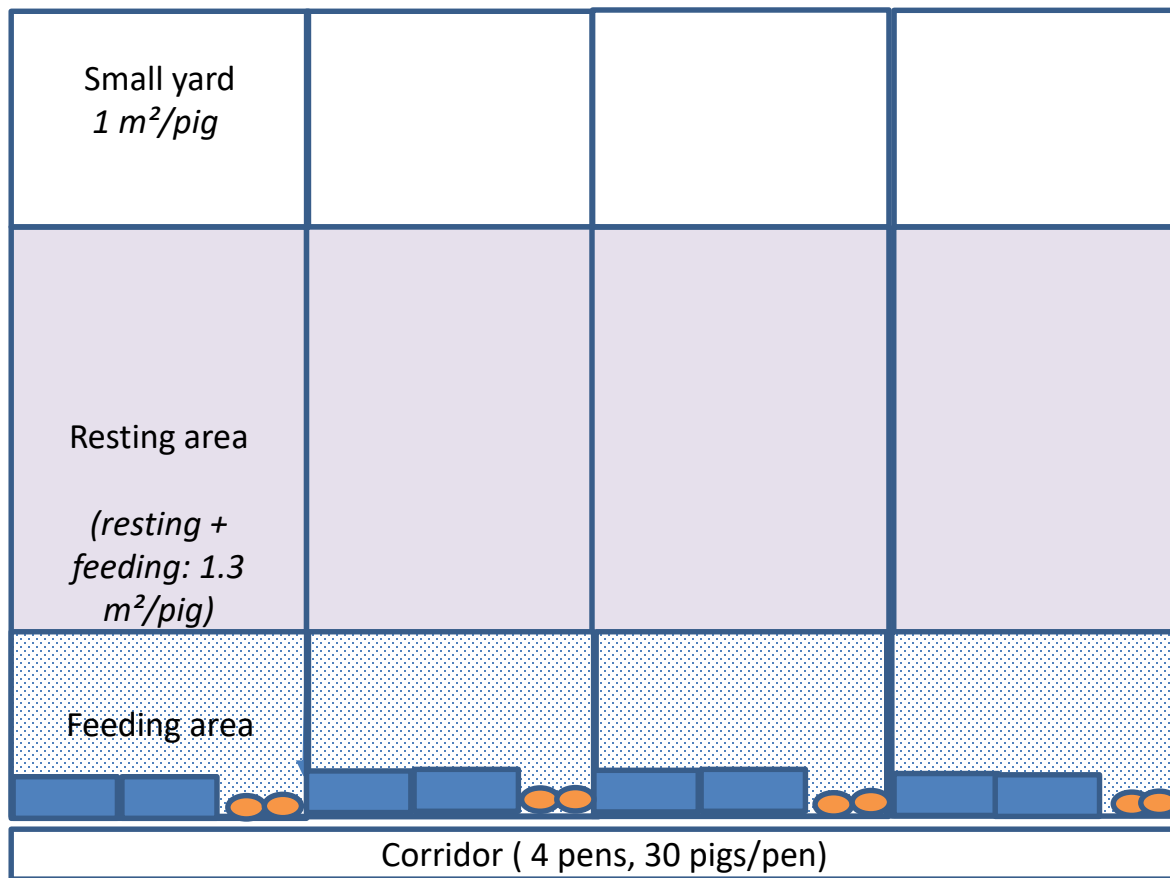 Small yard
1 m²/pig
Resting area
(resting +
feeding: 1.3
m²/pig)
Feeding area
Corridor ( 4 pens, 30 pigs/pen)